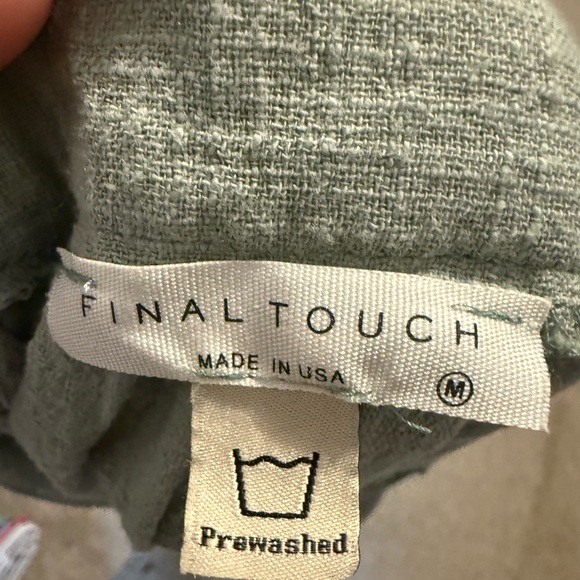 FINAL TOUCH
MADE IN USA
M
Prewashed